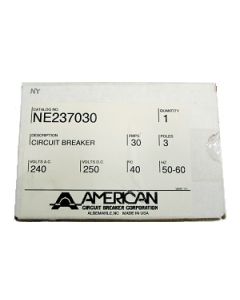 NY
CATALOG NO.
QUANTITY
NE237030
1
DESCRIPTION
AMPS
POLES
CIRCUIT BREAKER
30
3
VOLTS A.C.
VOLTS D.C.
HZ
240
250
40
50-60
AMERICAN
CIRCUIT BREAKER CORPORATION
ALBEMARLE, NC MADE IN USA